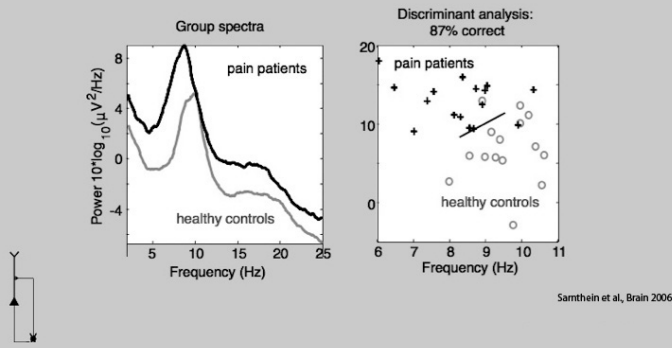 Group spectra
8
4
0
-4
5
10
15
20
25
Power 10*log10(μV2/Hz)
Frequency (Hz)
pain patients
healthy controls
Discriminant analysis:
87% correct
20
15
10
0
6
7
8
9
10
11
Frequency (Hz)
pain patients
healthy controls
Sarnthein et al., Brain 2006